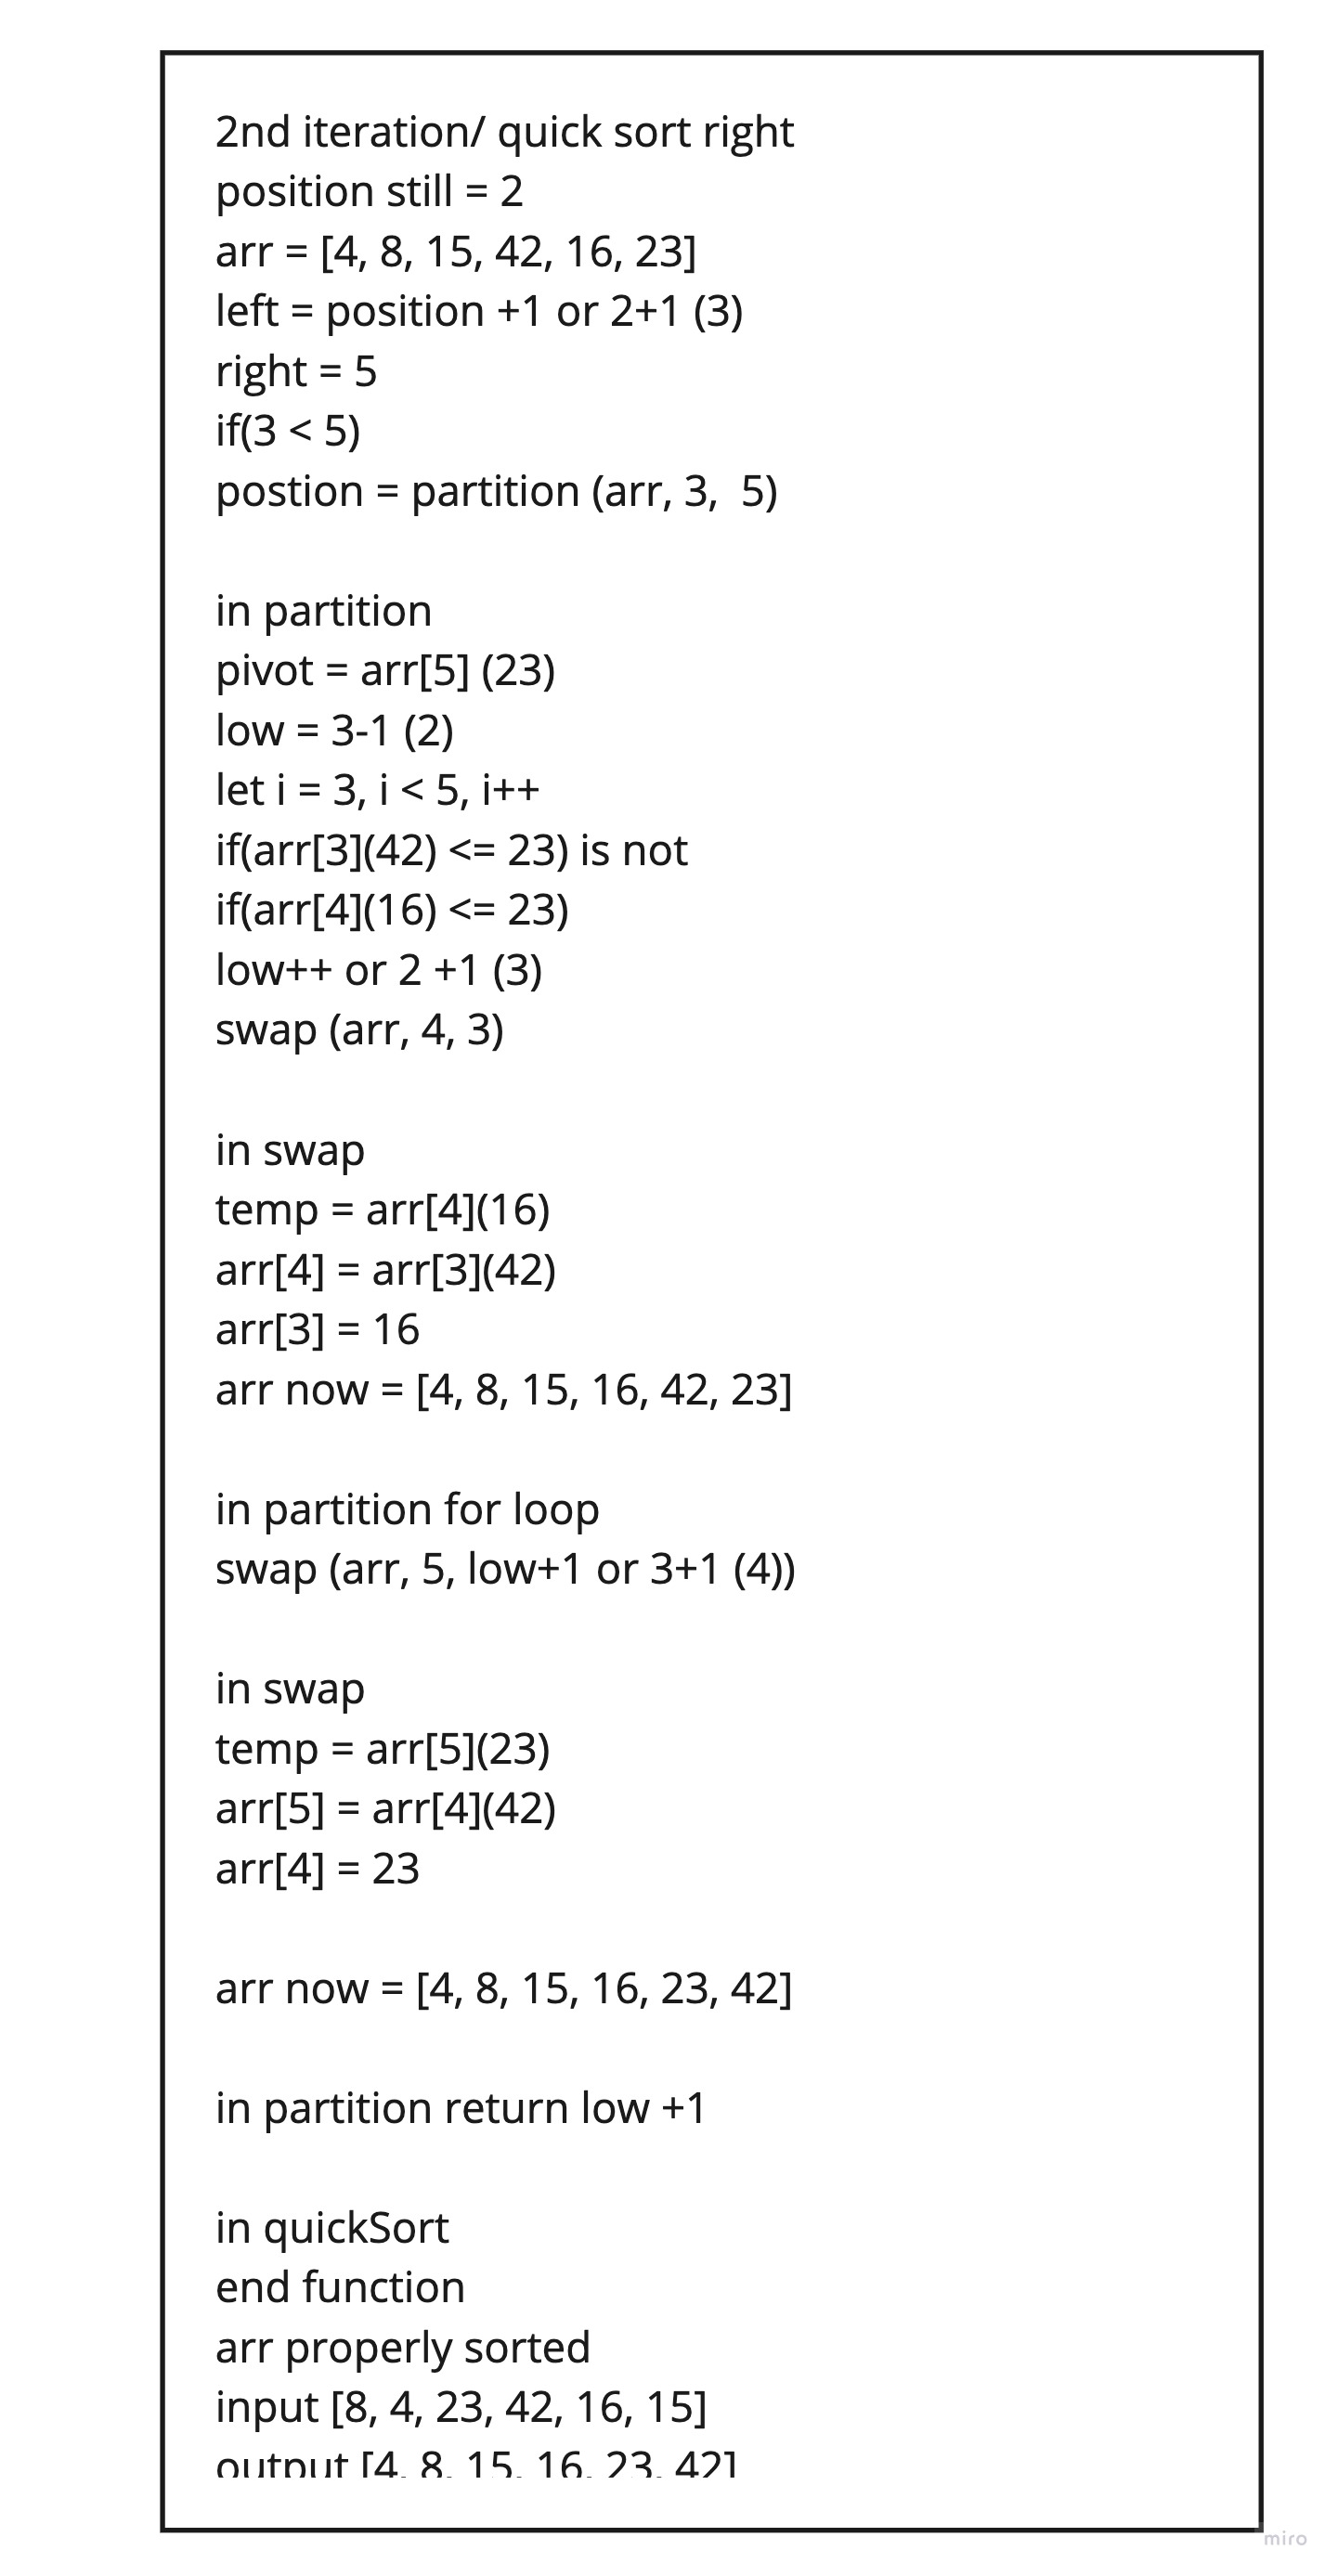 2nd iteration/ quick sort right
position still = 2
arr = [4, 8, 15, 42, 16, 23]
left = position +1 or 2+1 (3)
right = 5
if(3 < 5)
postion = partition (arr, 3,  5)
in partition
pivot = arr[5] (23)
low = 3-1 (2)
let i = 3, i < 5, i++
if(arr[3](42) <= 23) is not
if(arr[4](16) <= 23)
low++ or 2 +1 (3)
swap (arr, 4, 3)
in swap
temp = arr[4](16)
arr[4] = arr[3](42)
arr[3] = 16
arr now = [4, 8, 15, 16, 42, 23]
in partition for loop
swap (arr, 5, low+1 or 3+1 (4))
in swap
temp = arr[5](23)
arr[5] = arr[4](42)
arr[4] = 23
arr now = [4, 8, 15, 16, 23, 42]
in partition return low +1
in quickSort
end function
arr properly sorted
input [8, 4, 23, 42, 16, 15]
output [4, 8, 15, 16, 23, 42]
miro